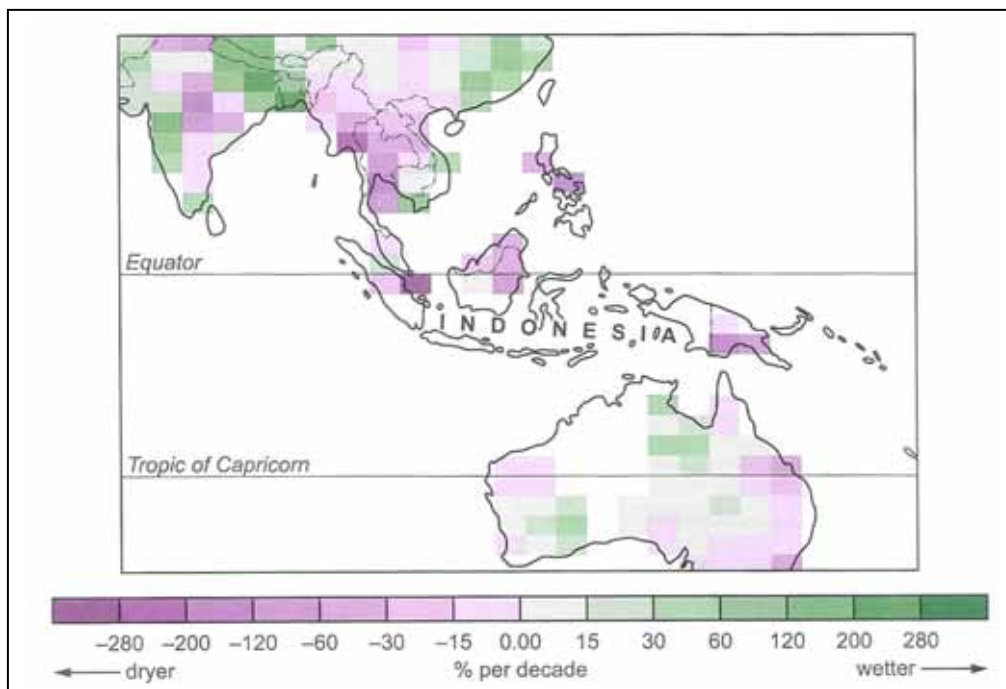 Equator
INDONESIA
Tropic of Capricorn
−280 −200 −120 −60 −30 −15 0.00 15 30 60 120 200 280
dryer % per decade wetter